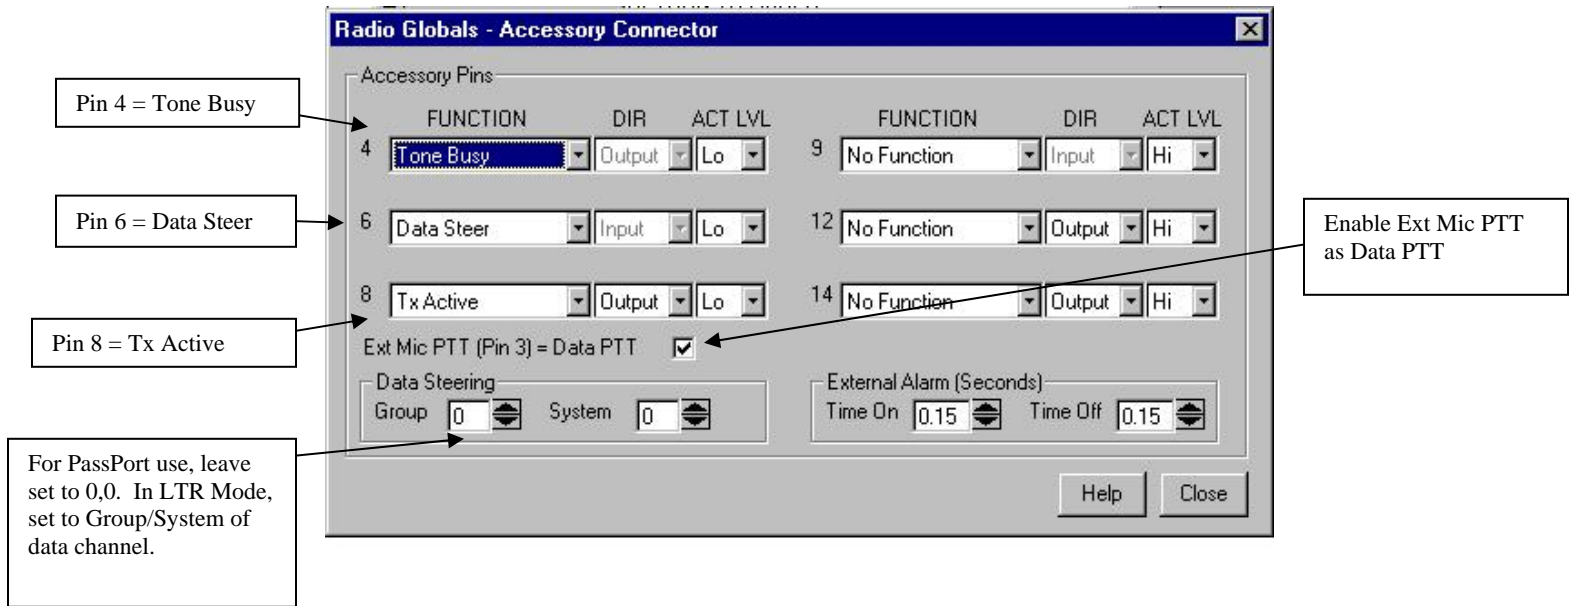 Radio Globals - Accessory Connector
Accessory Pins
Pin 4 = Tone Busy
FUNCTION DIR ACT LVL FUNCTION DIR ACT LVL
4 Tone Busy Output Lo 9 No Function Input Hi
Pin 6 = Data Steer
6 Data Steer Input Lo 12 No Function Output Hi
Enable Ext Mic PTT
as Data PTT
8 Tx Active Output Lo 14 No Function Output Hi
Pin 8 = Tx Active
Ext Mic PTT (Pin 3) = Data PTT
Data Steering External Alarm (Seconds)
Group 0 System 0 Time On 0.15 Time Off 0.15
For PassPort use, leave
set to 0,0. In LTR Mode,
set to Group/System of
data channel.
Help Close